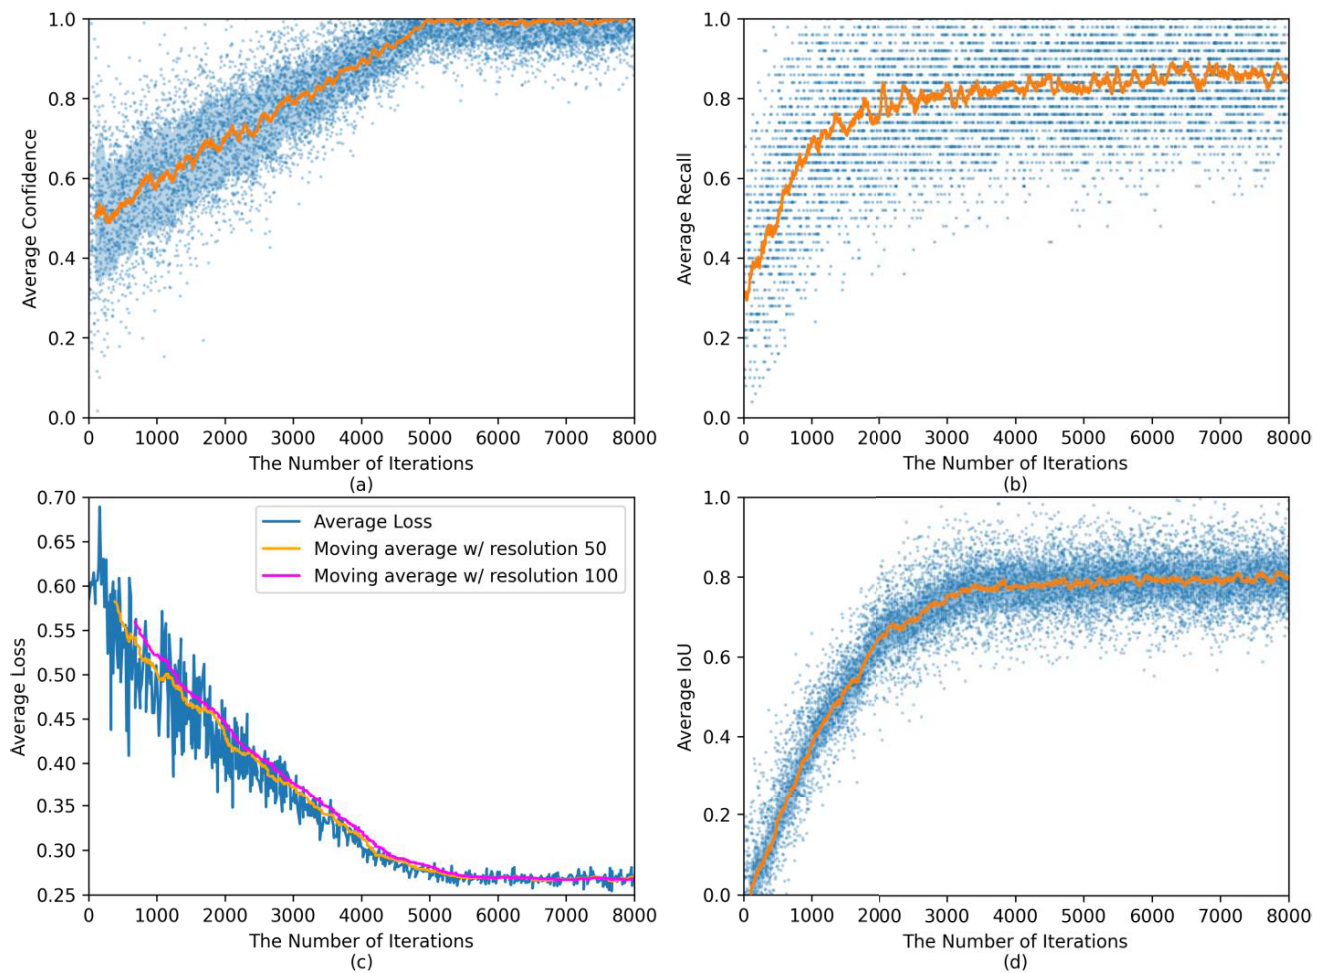 1.0
0.8
0.6
0.4
0.2
0.0
Average Confidence
0 1000 2000 3000 4000 5000 6000 7000 8000
The Number of Iterations
(a)
1.0
0.8
0.6
0.4
0.2
0.0
Average Recall
0 1000 2000 3000 4000 5000 6000 7000 8000
The Number of Iterations
(b)
0.70
0.65
0.60
0.55
0.50
0.45
0.40
0.35
0.30
0.25
Average Loss
Average Loss
Moving average w/ resolution 50
Moving average w/ resolution 100
0 1000 2000 3000 4000 5000 6000 7000 8000
The Number of Iterations
(c)
1.0
0.8
0.6
0.4
0.2
0.0
Average IoU
0 1000 2000 3000 4000 5000 6000 7000 8000
The Number of Iterations
(d)